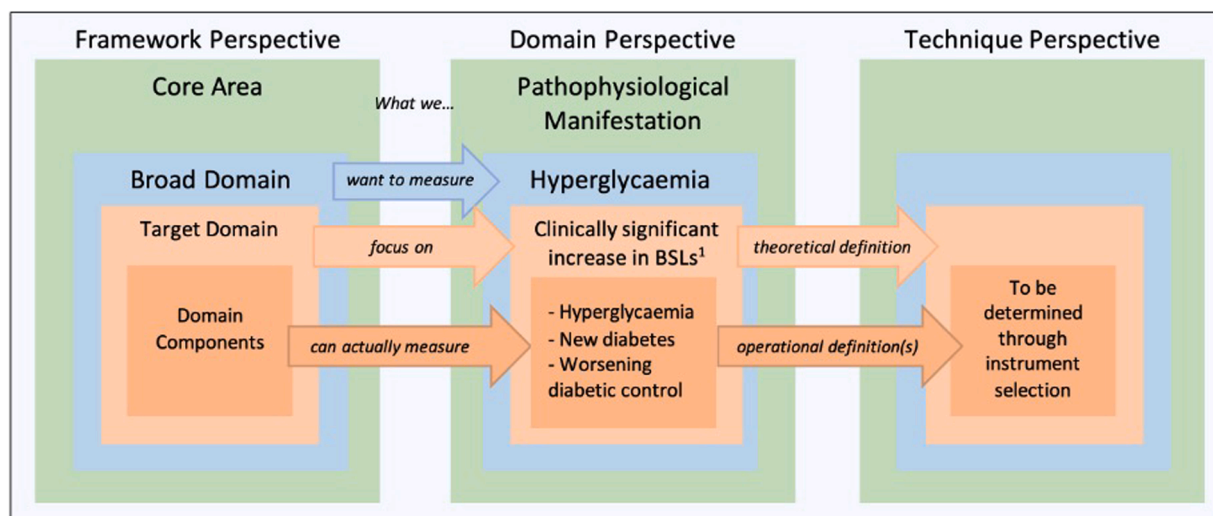 Framework Perspective
Domain Perspective
Technique Perspective
Core Area
What we...
Pathophysiological
Manifestation
Broad Domain
want to measure
Hyperglycaemia
Target Domain
focus on
Clinically significant
increase in BSLs¹
theoretical definition
Domain
Components
can actually measure
- Hyperglycaemia
- New diabetes
- Worsening
diabetic control
operational definition(s)
To be
determined
through
instrument
selection